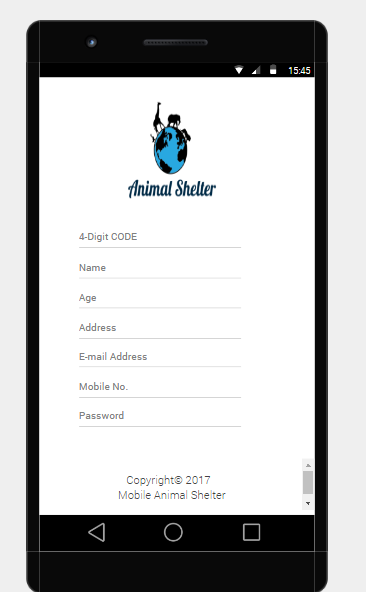 15:45
Animal Shelter
4-Digit CODE
Name
Age
Address
E-mail Address
Mobile No.
Password
Copyright© 2017
Mobile Animal Shelter